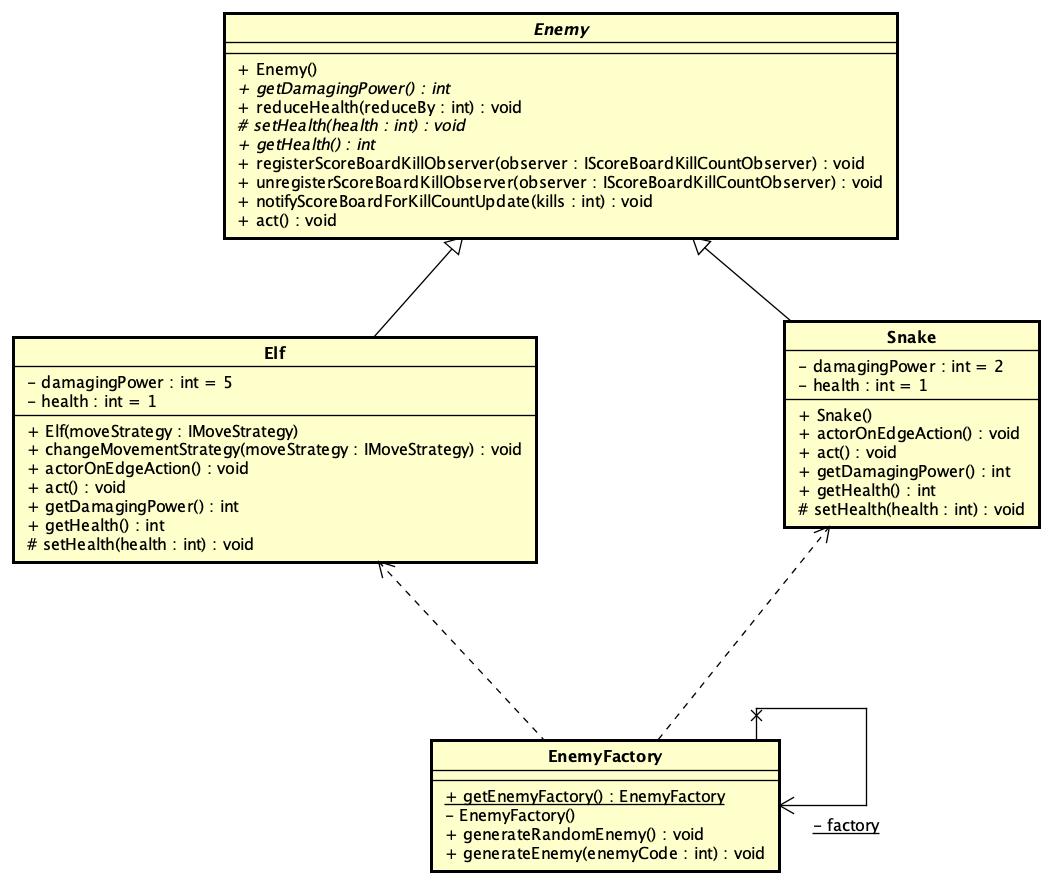 Enemy
+ Enemy()
+ getDamagingPower() : int
+ reduceHealth(reduceBy : int) : void
# setHealth(health : int) : void
+ getHealth() : int
+ registerScoreBoardKillObserver(observer : IScoreBoardKillCountObserver) : void
+ unregisterScoreBoardKillObserver(observer : IScoreBoardKillCountObserver) : void
+ notifyScoreBoardForKillCountUpdate(kills : int) : void
+ act() : void
Elf
- damagingPower : int = 5
- health : int = 1
+ Elf(moveStrategy : IMoveStrategy)
+ changeMovementStrategy(moveStrategy : IMoveStrategy) : void
+ actorOnEdgeAction() : void
+ act() : void
+ getDamagingPower() : int
+ getHealth() : int
# setHealth(health : int) : void
Snake
- damagingPower : int = 2
- health : int = 1
+ Snake()
+ actorOnEdgeAction() : void
+ act() : void
+ getDamagingPower() : int
+ getHealth() : int
# setHealth(health : int) : void
EnemyFactory
+ getEnemyFactory() : EnemyFactory
- EnemyFactory()
+ generateRandomEnemy() : void
+ generateEnemy(enemyCode : int) : void
- factory